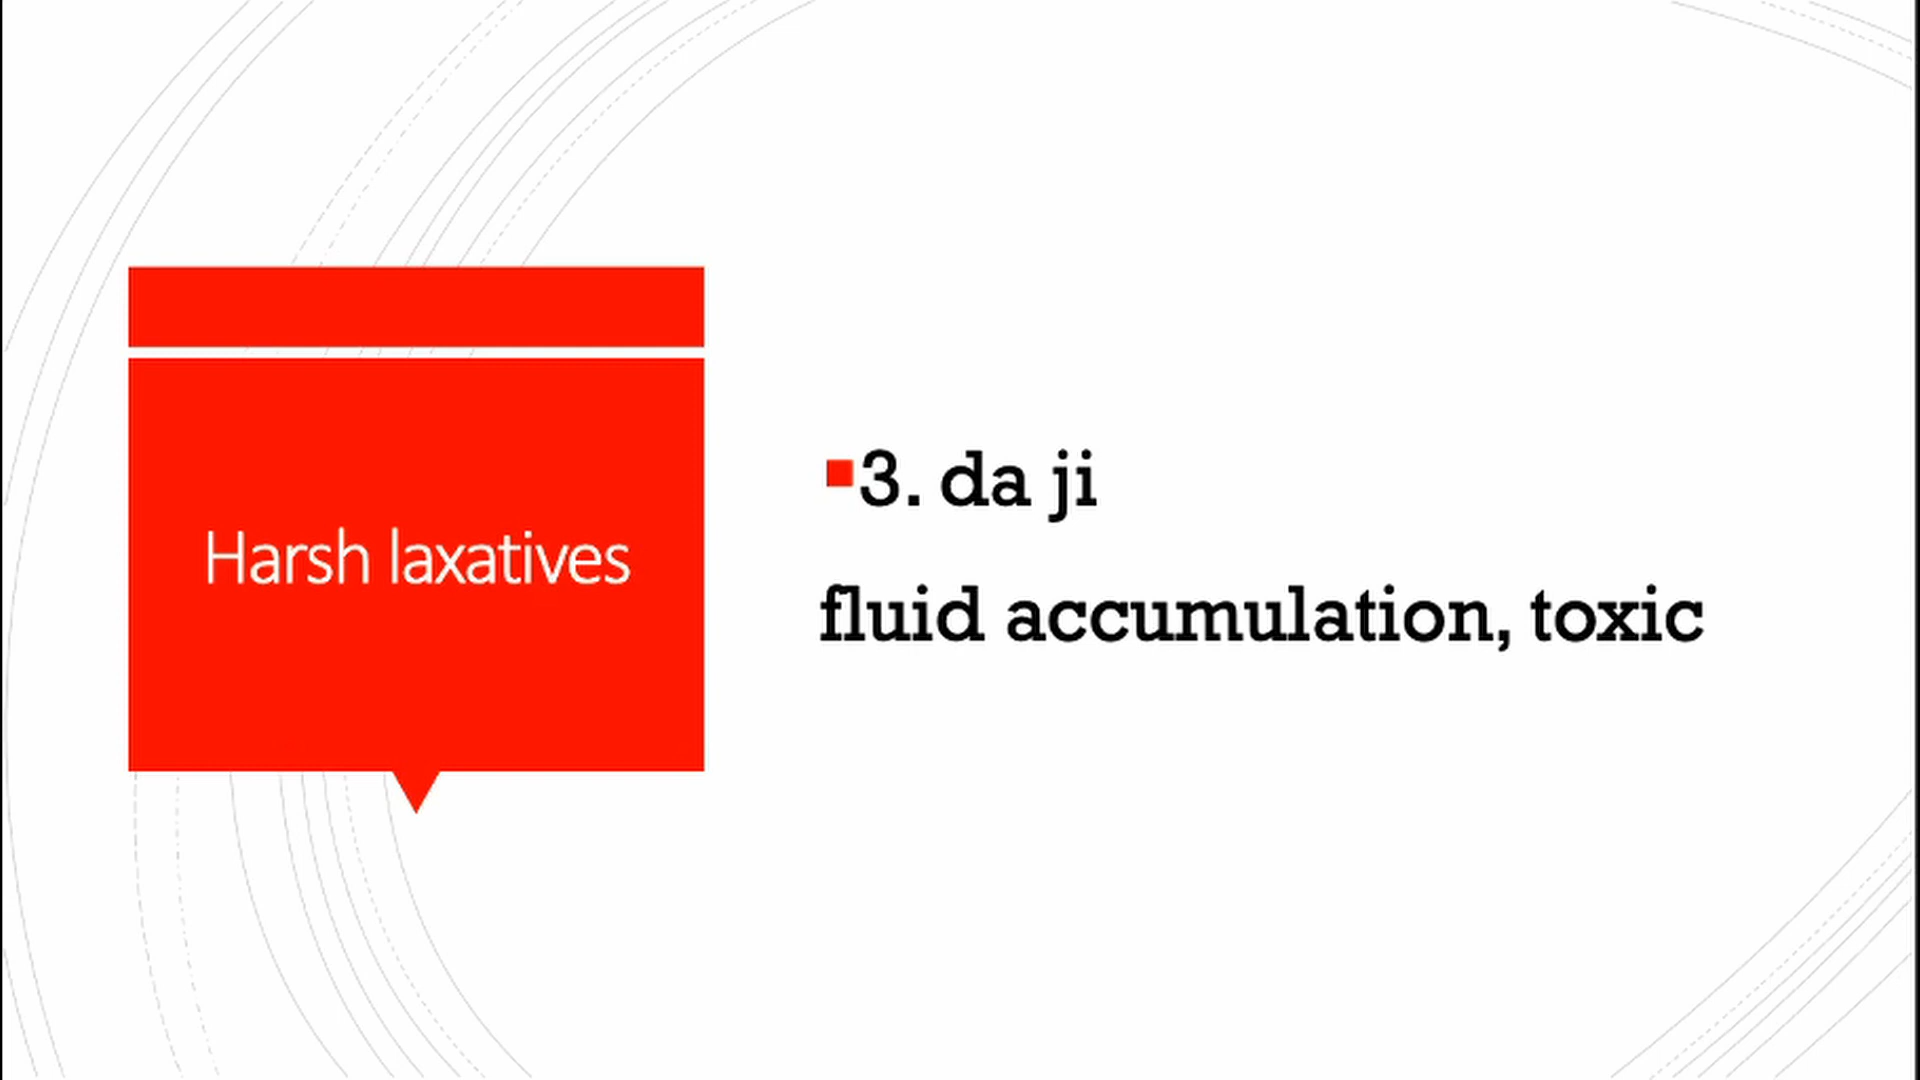 Harsh laxatives
3. da ji
fluid accumulation, toxic